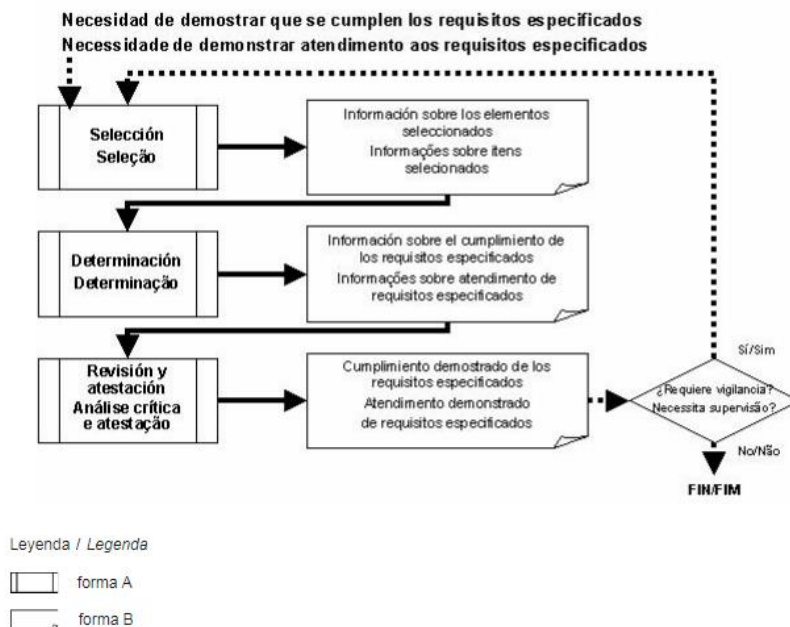 Necesidad de demostrar que se cumplen los requisitos especificados
Necessidade de demonstrar atendimento aos requisitos especificados
Selección
Seleção
Información sobre los elementos
seleccionados
Informações sobre itens
selecionados
Determinación
Determinação
Información sobre el cumplimiento de
los requisitos especificados
Informações sobre atendimento de
requisitos especificados
Revisión y
atestación
Análise crítica
e atestação
Cumplimiento demostrado de los
requisitos especificados
Atendimento demonstrado
de requisitos especificados
Sí/Sim
¿Requiere vigilancia?
Necessita supervisão?
No/Não
FIN/FIM
Leyenda / Legenda
forma A
forma B